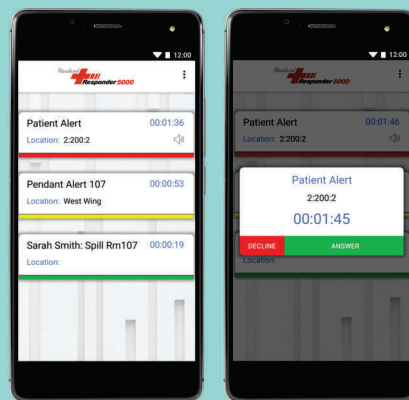 12:00
Responder 5000
Patient Alert 00:01:36
Location: 2:200:2
Pendant Alert 107 00:00:53
Location: West Wing
Sarah Smith: Spill Rm107 00:00:19
Location:
12:00
Responder 5000
Patient Alert 00:01:46
Location: 2:200:2
Patient Alert
2:200:2
00:01:45
DECLINE ANSWER
Location: